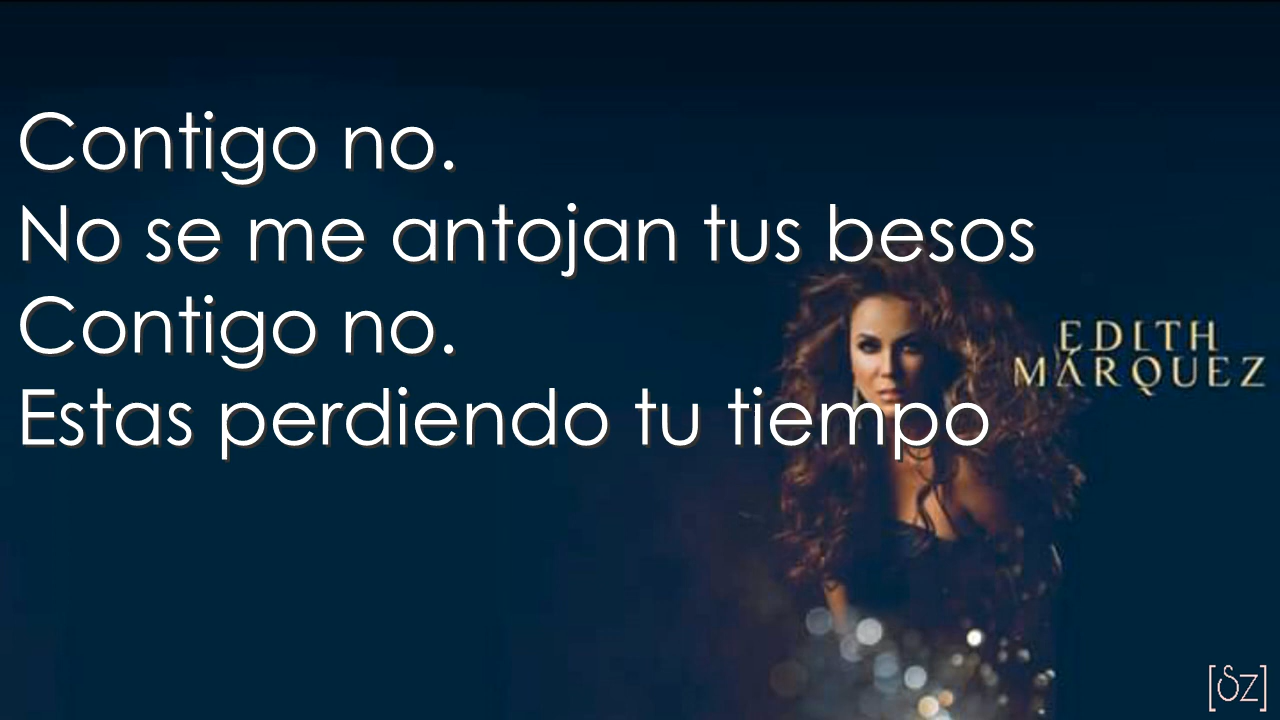 Contigo no.
No se me antojan tus besos
Contigo no.
Estas perdiendo tu tiempo
EDITH
MÁRQUEZ
[Sz]